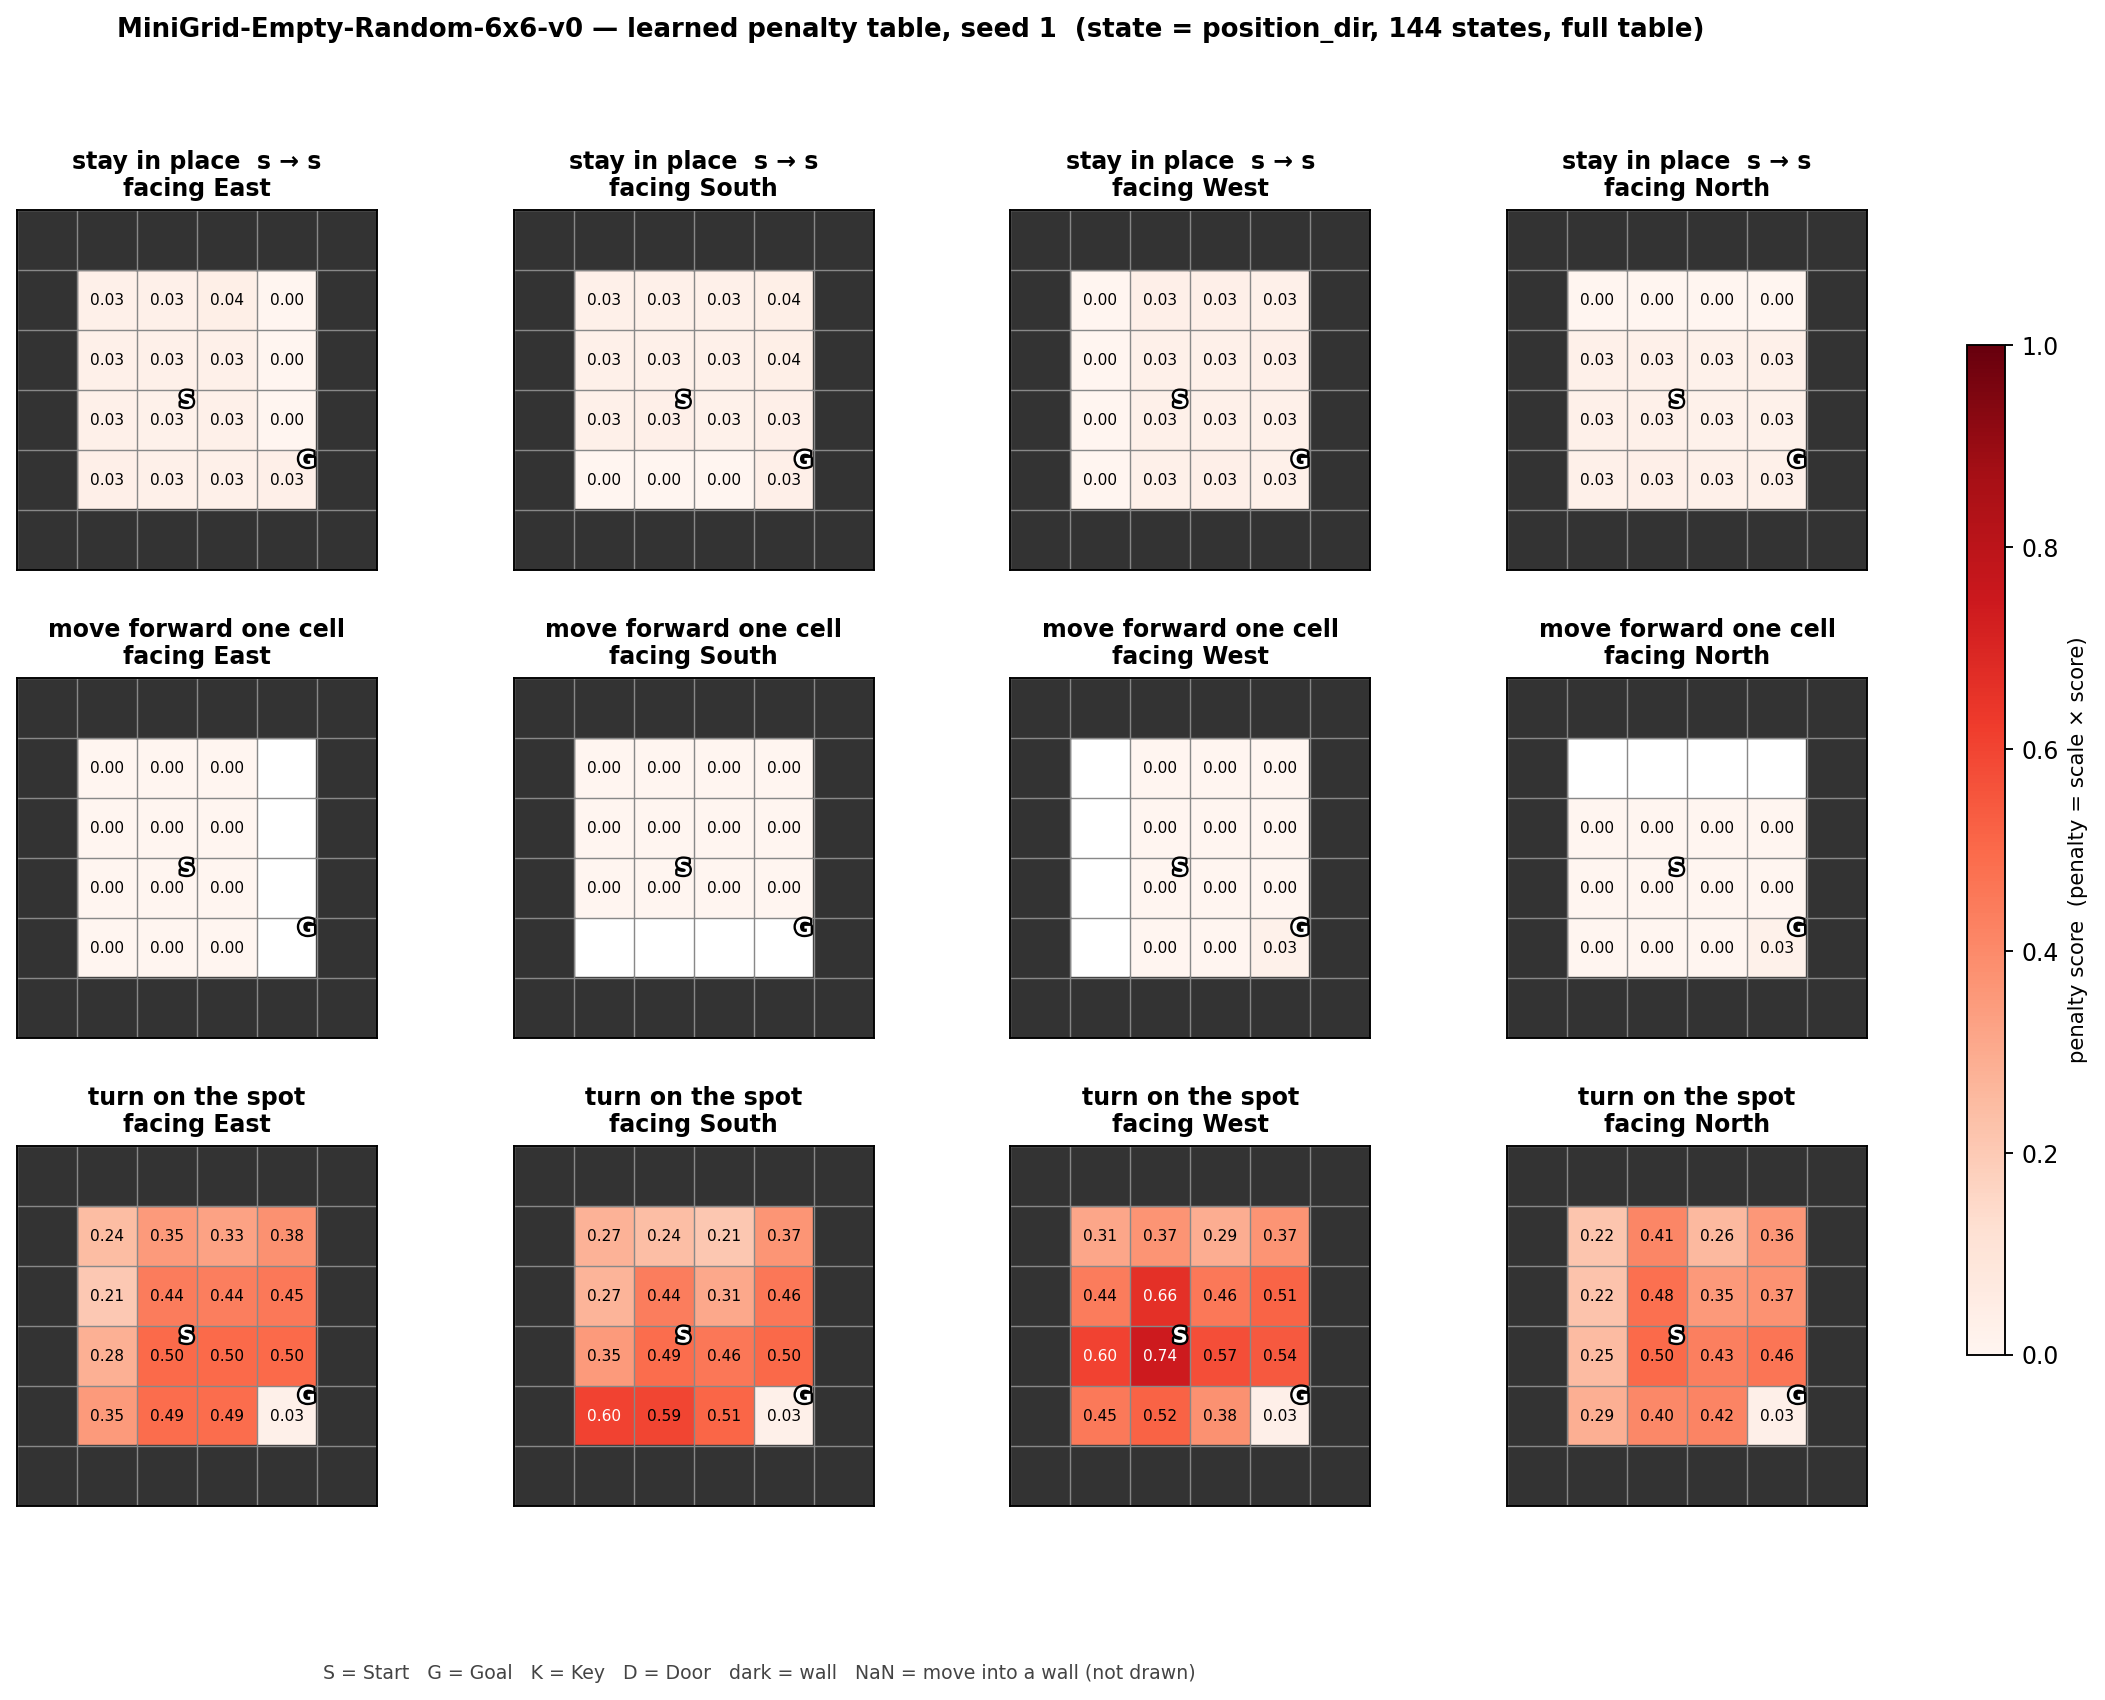 MiniGrid-Empty-Random-6x6-v0 — learned penalty table, seed 1  (state = position_dir, 144 states, full table)
stay in place  s → s
facing East
stay in place  s → s
facing South
stay in place  s → s
facing West
stay in place  s → s
facing North
0.03 0.03 0.04 0.00
0.03 0.03 0.03 0.00
S
0.03 0.03 0.03 0.00
G
0.03 0.03 0.03 0.03
0.03 0.03 0.03 0.04
0.03 0.03 0.03 0.04
S
0.03 0.03 0.03 0.03
G
0.00 0.00 0.00 0.03
0.00 0.03 0.03 0.03
0.00 0.03 0.03 0.03
S
0.00 0.03 0.03 0.03
G
0.00 0.03 0.03 0.03
0.00 0.00 0.00 0.00
0.03 0.03 0.03 0.03
S
0.03 0.03 0.03 0.03
G
0.03 0.03 0.03 0.03
move forward one cell
facing East
move forward one cell
facing South
move forward one cell
facing West
move forward one cell
facing North
0.00 0.00 0.00
0.00 0.00 0.00
S
0.00 0.00 0.00
G
0.00 0.00 0.00
0.00 0.00 0.00 0.00
0.00 0.00 0.00 0.00
S
0.00 0.00 0.00 0.00
G
0.00 0.00 0.00
0.00 0.00 0.00
S
0.00 0.00 0.00
G
0.00 0.00 0.03
0.00 0.00 0.00 0.00
S
0.00 0.00 0.00 0.00
G
0.00 0.00 0.00 0.03
turn on the spot
facing East
turn on the spot
facing South
turn on the spot
facing West
turn on the spot
facing North
0.24 0.35 0.33 0.38
0.21 0.44 0.44 0.45
S
0.28 0.50 0.50 0.50
G
0.35 0.49 0.49 0.03
0.27 0.24 0.21 0.37
0.27 0.44 0.31 0.46
S
0.35 0.49 0.46 0.50
G
0.60 0.59 0.51 0.03
0.31 0.37 0.29 0.37
0.44 0.66 0.46 0.51
S
0.60 0.74 0.57 0.54
G
0.45 0.52 0.38 0.03
0.22 0.41 0.26 0.36
0.22 0.48 0.35 0.37
S
0.25 0.50 0.43 0.46
G
0.29 0.40 0.42 0.03
1.0
0.8
0.6
0.4
0.2
0.0
penalty score  (penalty = scale × score)
S = Start   G = Goal   K = Key   D = Door   dark = wall   NaN = move into a wall (not drawn)